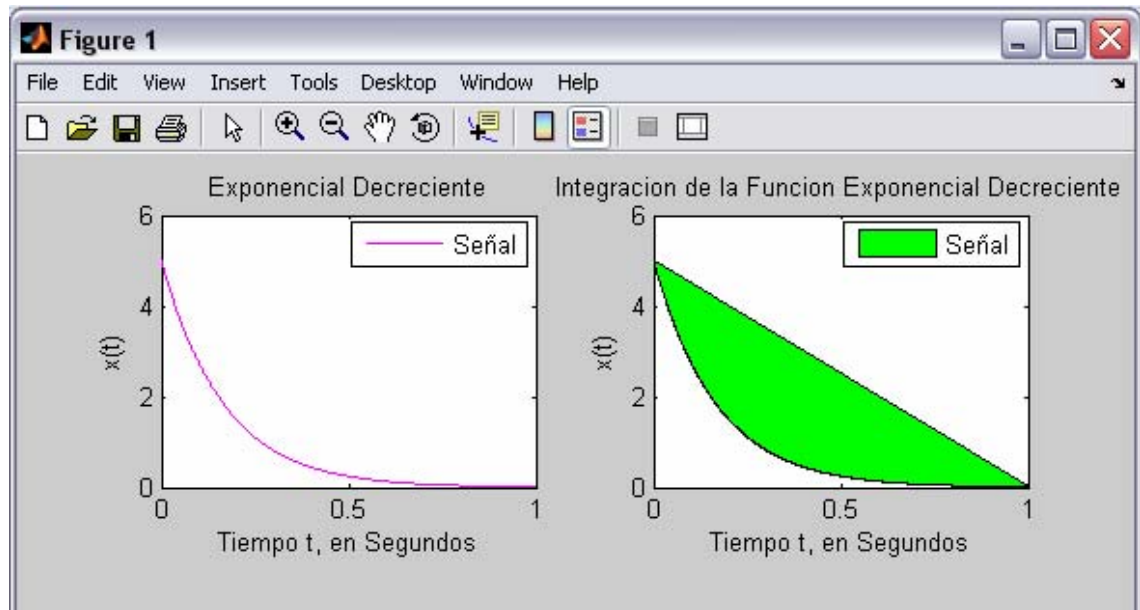 Figure 1
File Edit View Insert Tools Desktop Window Help
Exponencial Decreciente
6
4
2
0
x(t)
Señal
0 0.5 1
Tiempo t, en Segundos
Integracion de la Funcion Exponencial Decreciente
6
4
2
0
x(t)
Señal
0 0.5 1
Tiempo t, en Segundos